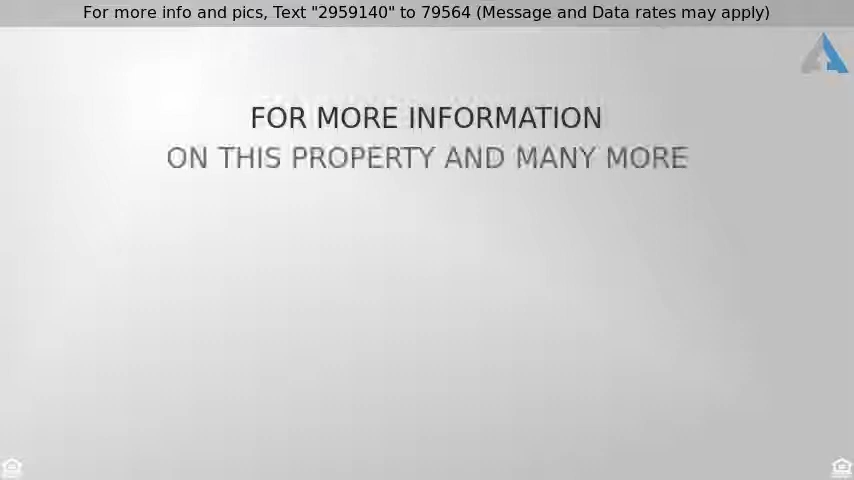 For more info and pics, Text "2959140" to 79564 (Message and Data rates may apply)
FOR MORE INFORMATION
ON THIS PROPERTY AND MANY MORE